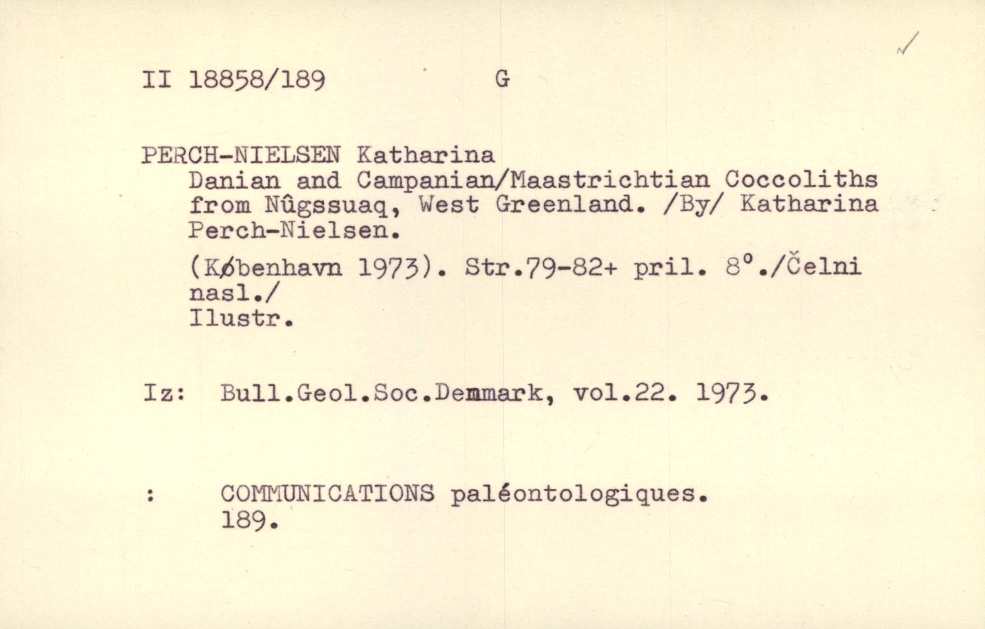 II 18858/189 G
PERCH-NIELSEN Katharina
Danian and Campanian/Maastrichtian Coccoliths
from Nûgssuaq, West Greenland. /By/ Katharina
Perch-Nielsen.
(København 1973). Str.79-82+ pril. 8°./Čelni
nasl./
Ilustr.
Iz: Bull.Geol.Soc.Denmark, vol.22. 1973.
: COMMUNICATIONS paléontologiques.
189.